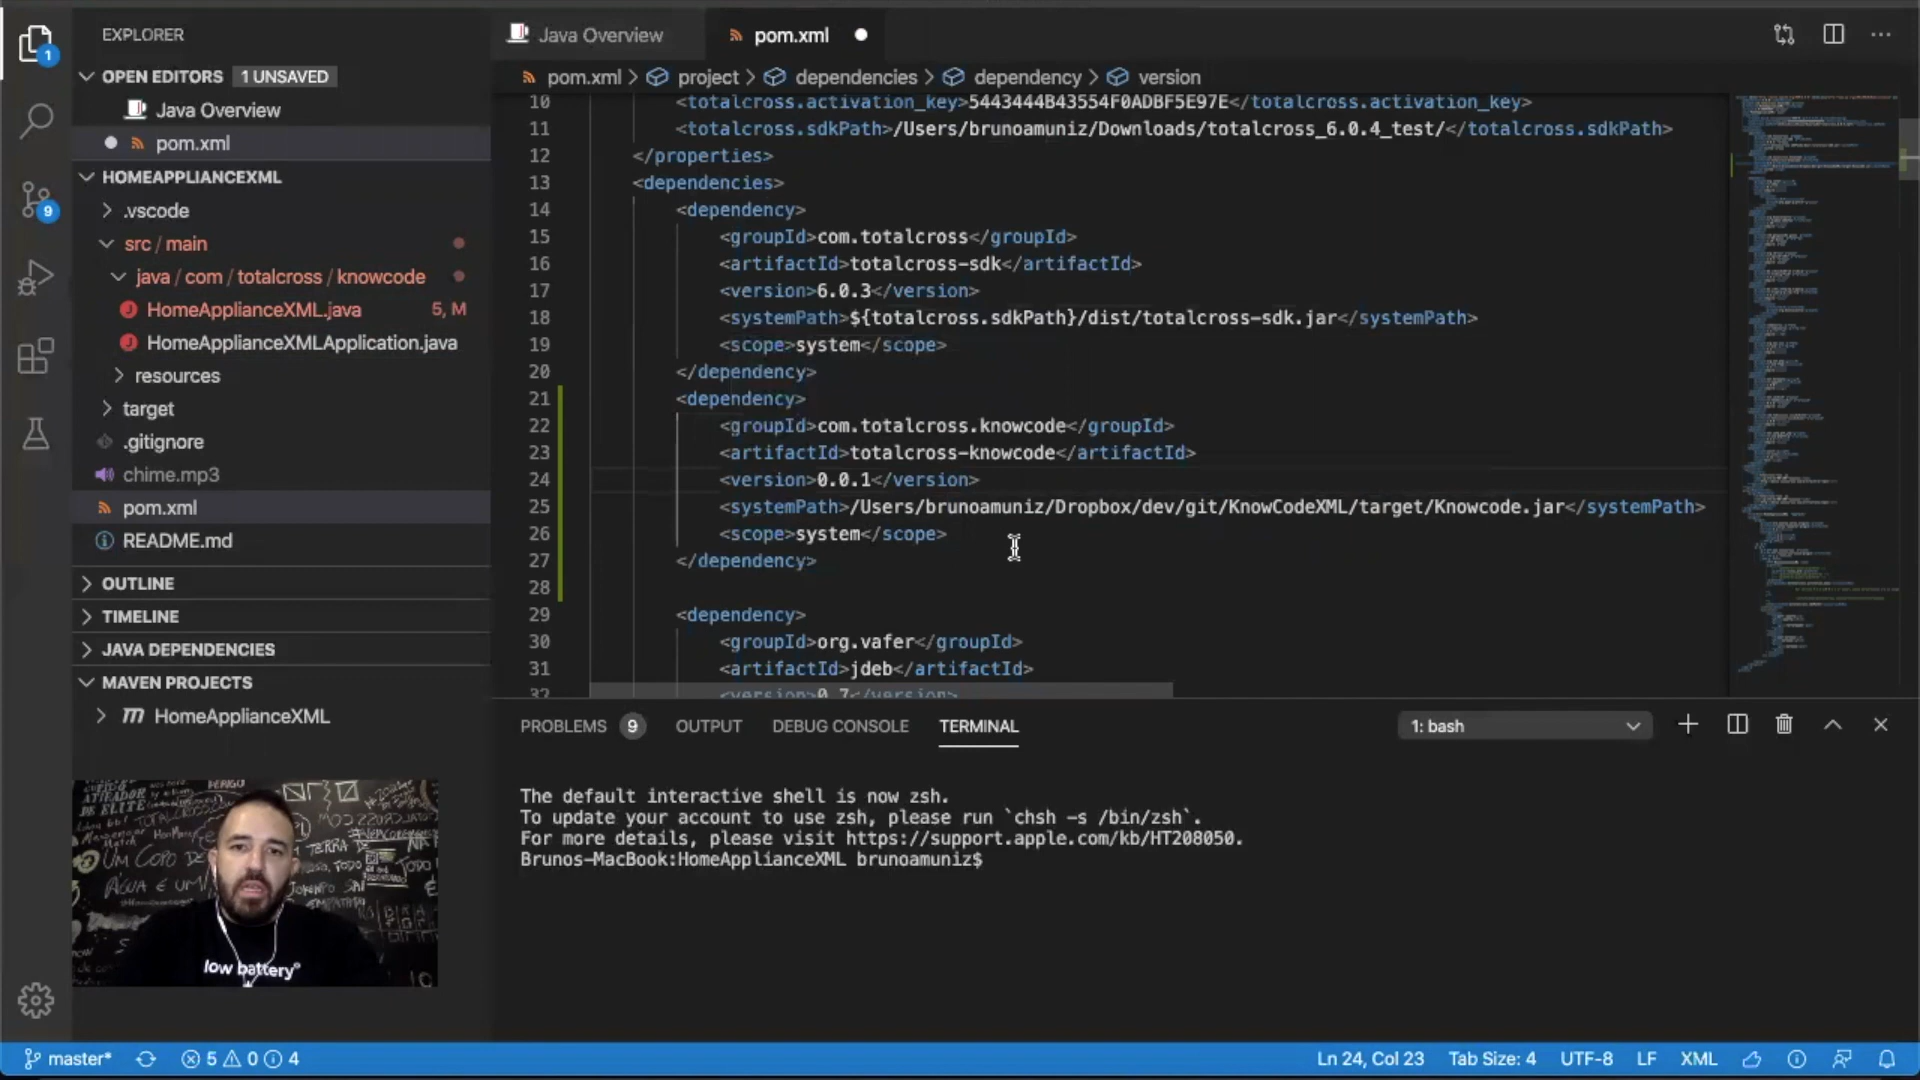 EXPLORER
OPEN EDITORS 1 UNSAVED
Java Overview
pom.xml
HOMEAPPLIANCEXML
.vscode
src / main
java / com / totalcross / knowcode
HomeApplianceXML.java 5, M
HomeApplianceXMLApplication.java
resources
target
.gitignore
chime.mp3
pom.xml
README.md
OUTLINE
TIMELINE
JAVA DEPENDENCIES
MAVEN PROJECTS
HomeApplianceXML
1
9
Java Overview
pom.xml
pom.xml > project > dependencies > dependency > version
10 <totalcross.activation_key>5443444B43554F0ADBF5E97E</totalcross.activation_key>
11 <totalcross.sdkPath>/Users/brunoamuniz/Downloads/totalcross_6.0.4_test/</totalcross.sdkPath>
12 </properties>
13 <dependencies>
14 <dependency>
15 <groupId>com.totalcross</groupId>
16 <artifactId>totalcross-sdk</artifactId>
17 <version>6.0.3</version>
18 <systemPath>${totalcross.sdkPath}/dist/totalcross-sdk.jar</systemPath>
19 <scope>system</scope>
20 </dependency>
21 <dependency>
22 <groupId>com.totalcross.knowcode</groupId>
23 <artifactId>totalcross-knowcode</artifactId>
24 <version>0.0.1</version>
25 <systemPath>/Users/brunoamuniz/Dropbox/dev/git/KnowCodeXML/target/Knowcode.jar</systemPath>
26 <scope>system</scope>
27 </dependency>
28
29 <dependency>
30 <groupId>org.vafer</groupId>
31 <artifactId>jdeb</artifactId>
32 <version>0.7</version>
PROBLEMS 9 OUTPUT DEBUG CONSOLE TERMINAL
1: bash
The default interactive shell is now zsh.
To update your account to use zsh, please run `chsh -s /bin/zsh`.
For more details, please visit https://support.apple.com/kb/HT208050.
Brunos-MacBook:HomeApplianceXML brunoamuniz$
UM COPO DE
low battery
master* 5 0 4
Ln 24, Col 23 Tab Size: 4 UTF-8 LF XML